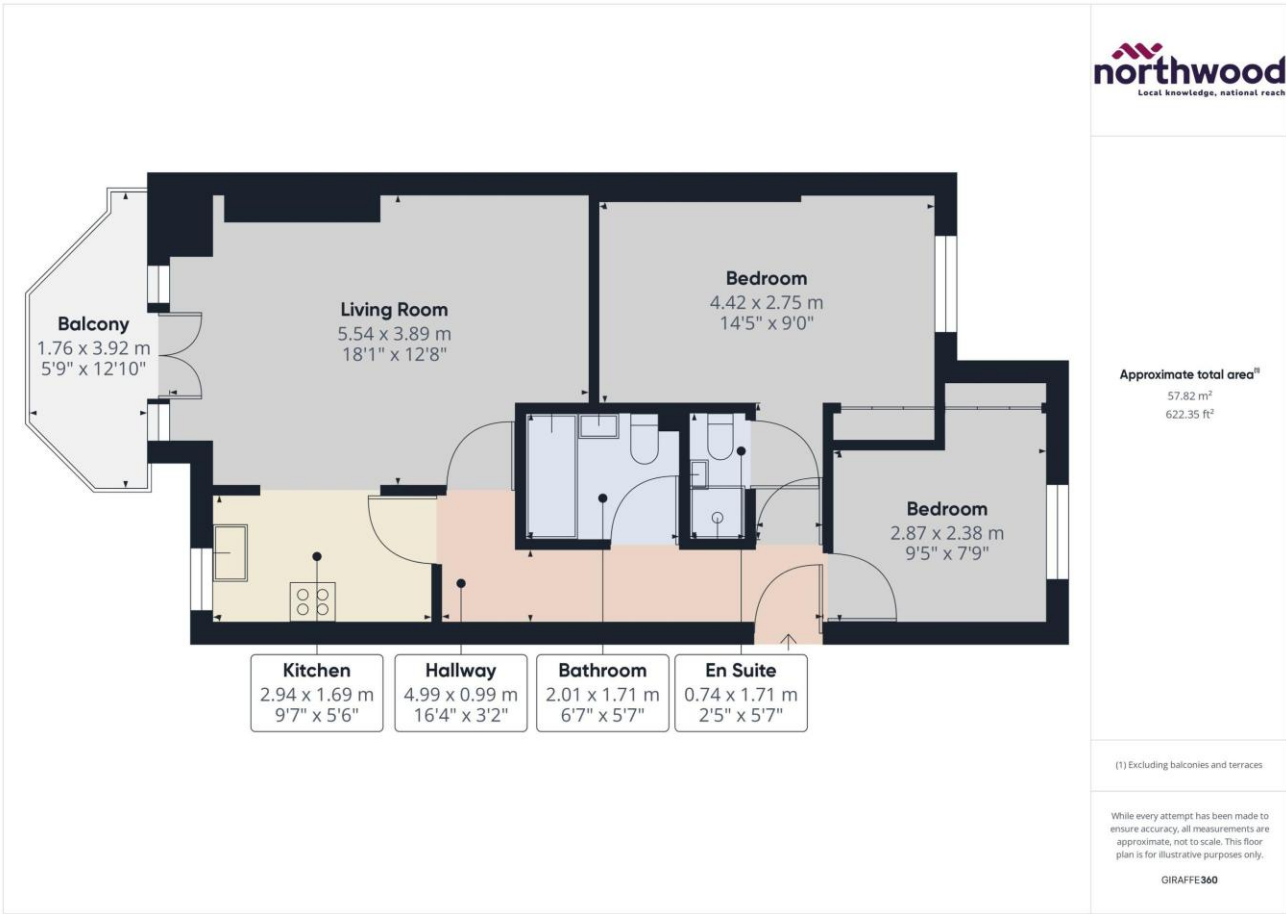 northwood
Local knowledge, national reach
Balcony
1.76 x 3.92 m
5'9" x 12'10"
Living Room
5.54 x 3.89 m
18'1" x 12'8"
Bedroom
4.42 x 2.75 m
14'5" x 9'0"
Bedroom
2.87 x 2.38 m
9'5" x 7'9"
Kitchen
2.94 x 1.69 m
9'7" x 5'6"
Hallway
4.99 x 0.99 m
16'4" x 3'2"
Bathroom
2.01 x 1.71 m
6'7" x 5'7"
En Suite
0.74 x 1.71 m
2'5" x 5'7"
Approximate total area⁽¹⁾
57.82 m²
622.35 ft²
(1) Excluding balconies and terraces
While every attempt has been made to
ensure accuracy, all measurements are
approximate, not to scale. This floor
plan is for illustrative purposes only.
GIRAFFE360